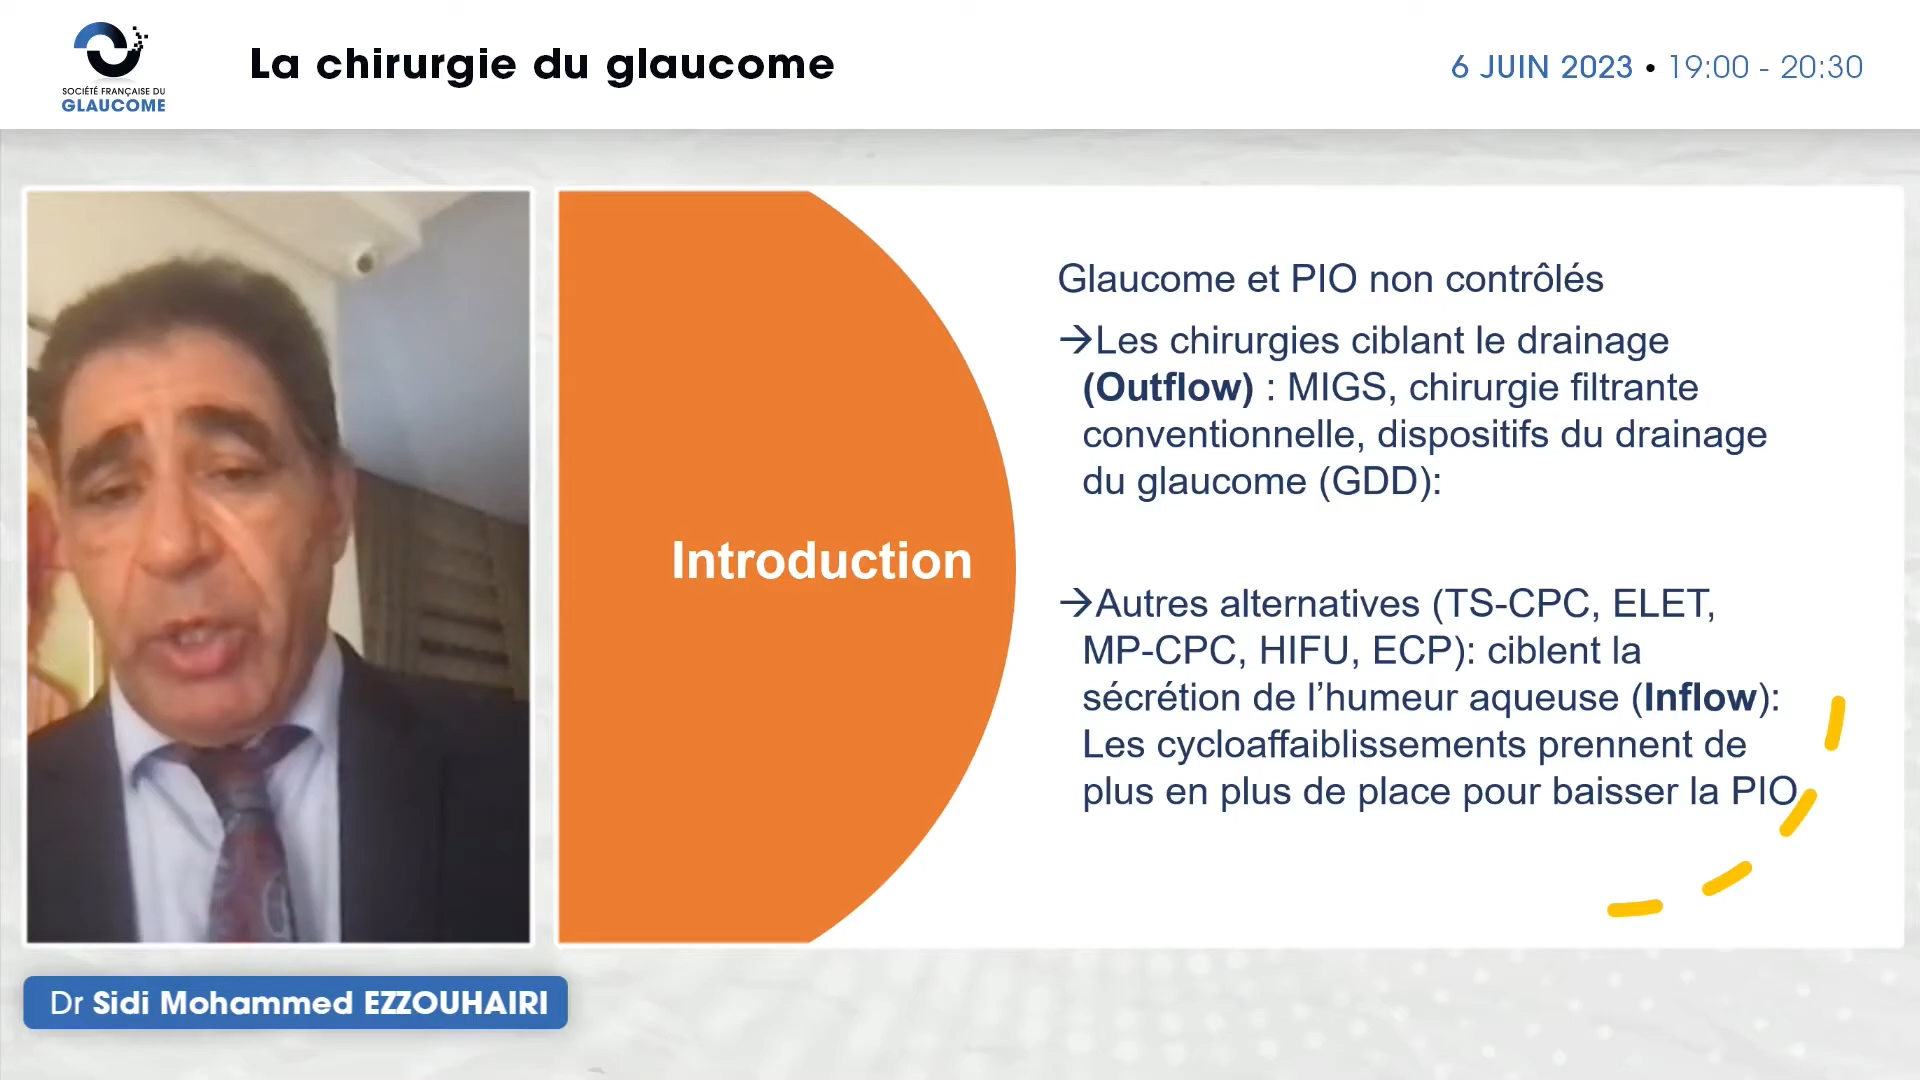 SOCIÉTÉ FRANÇAISE DU
GLAUCOME
La chirurgie du glaucome
6 JUIN 2023 • 19:00 - 20:30
Introduction
Glaucome et PIO non contrôlés
→Les chirurgies ciblant le drainage
(Outflow) : MIGS, chirurgie filtrante
conventionnelle, dispositifs du drainage
du glaucome (GDD):
→Autres alternatives (TS-CPC, ELET,
MP-CPC, HIFU, ECP): ciblent la
sécrétion de l’humeur aqueuse (Inflow):
Les cycloaffaiblissements prennent de
plus en plus de place pour baisser la PIO
Dr Sidi Mohammed EZZOUHAIRI